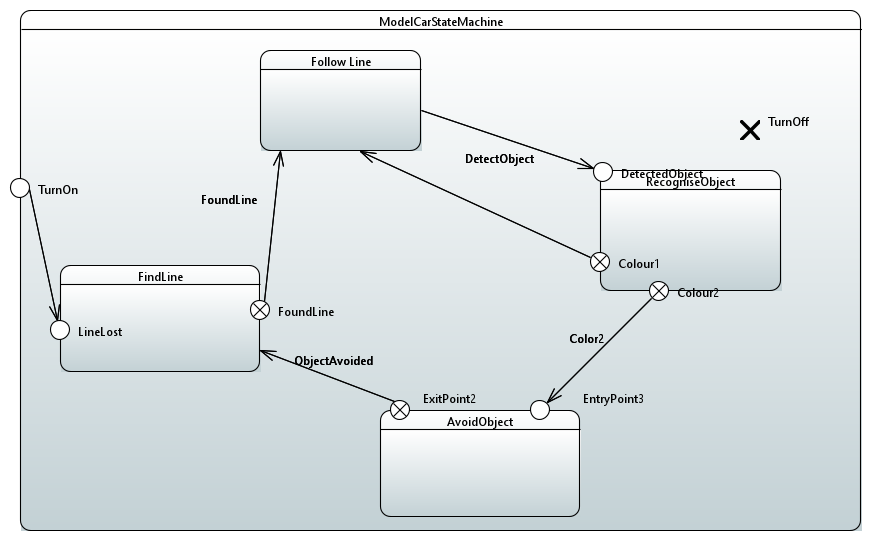 ModelCarStateMachine
Follow Line
TurnOff
DetectObject
DetectedObject
RecogniseObject
TurnOn
FoundLine
Colour1
FindLine
Colour2
FoundLine
LineLost
Color2
ObjectAvoided
ExitPoint2
EntryPoint3
AvoidObject